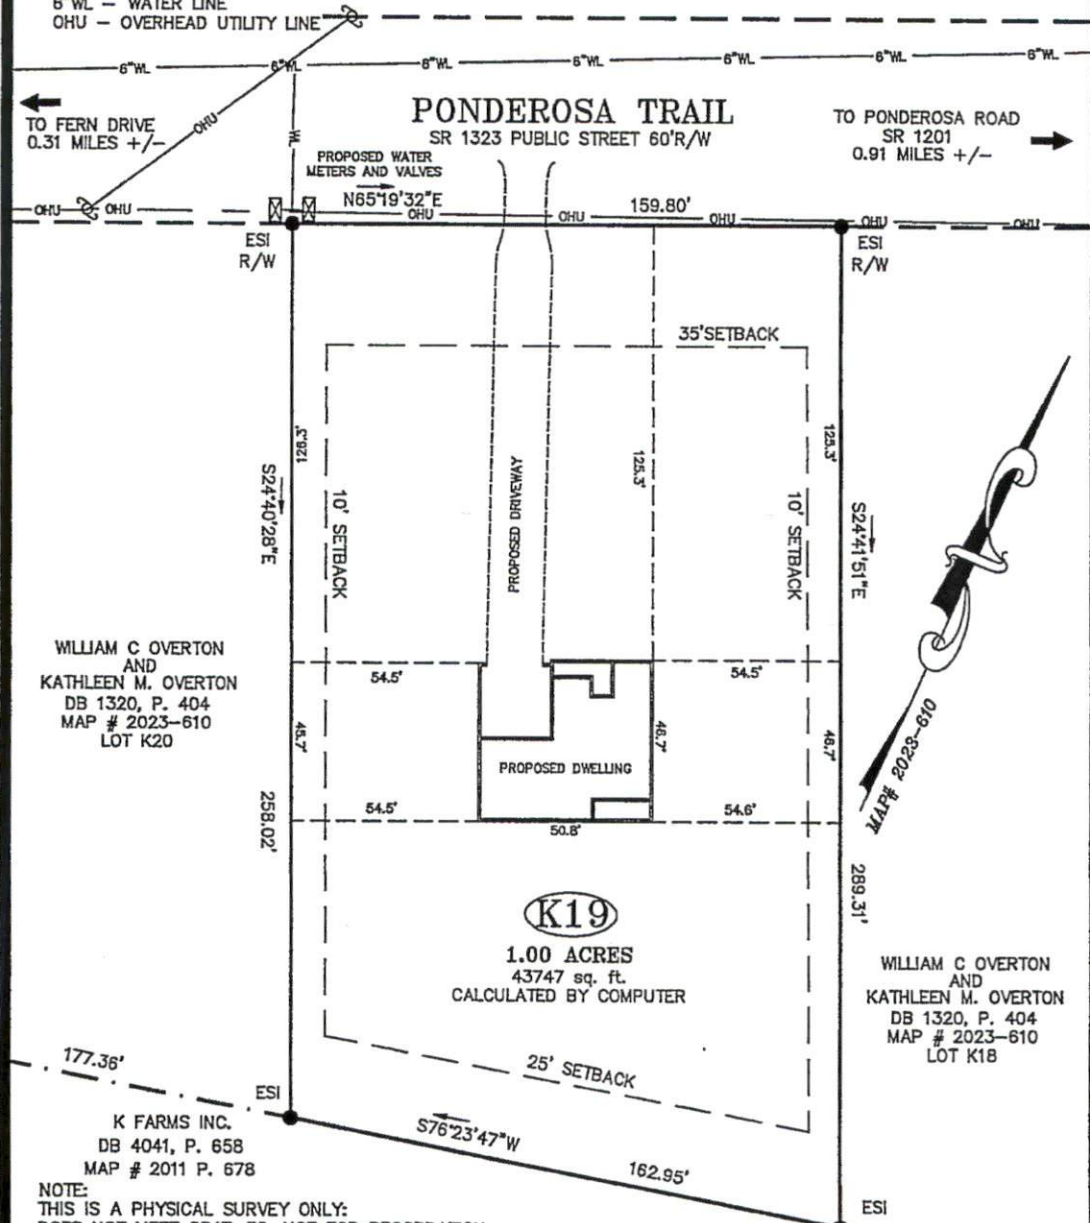 6"WL – WATER LINE
OHU – OVERHEAD UTILITY LINE
6"WL
6"WL
6"WL
6"WL
6"WL
6"WL
6"WL
OHU
WL
TO FERN DRIVE
0.31 MILES +/–
PONDEROSA TRAIL
SR 1323 PUBLIC STREET 60'R/W
TO PONDEROSA ROAD
SR 1201
0.91 MILES +/–
PROPOSED WATER
METERS AND VALVES
N65°19'32"E
159.80'
OHU
OHU
OHU
OHU
OHU
OHU
OHU
ESI
R/W
ESI
R/W
35'SETBACK
126.3'
125.3'
125.3'
S24°40'28"E
10' SETBACK
PROPOSED DRIVEWAY
10' SETBACK
S24°41'51"E
WILLIAM C OVERTON
AND
KATHLEEN M. OVERTON
DB 1320, P. 404
MAP # 2023–610
LOT K20
54.5'
54.5'
45.7'
46.7'
46.7'
PROPOSED DWELLING
MAP# 2023–610
258.02'
54.5'
50.8'
54.6'
289.31'
K19
1.00 ACRES
43747 sq. ft.
CALCULATED BY COMPUTER
WILLIAM C OVERTON
AND
KATHLEEN M. OVERTON
DB 1320, P. 404
MAP # 2023–610
LOT K18
25' SETBACK
177.36'
ESI
K FARMS INC.
DB 4041, P. 658
MAP # 2011 P. 678
S76°23'47"W
162.95'
ESI
NOTE:
THIS IS A PHYSICAL SURVEY ONLY: